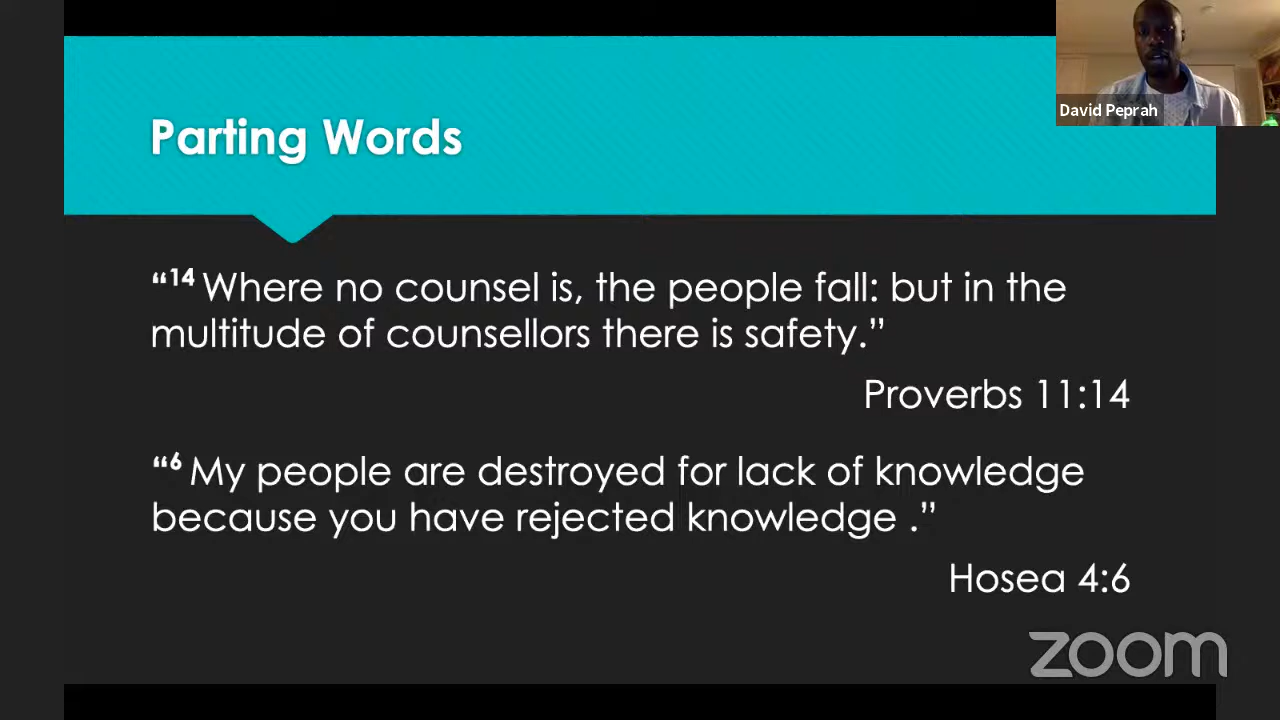 David Peprah
Parting Words
“14 Where no counsel is, the people fall: but in the
multitude of counsellors there is safety.”
Proverbs 11:14
“6 My people are destroyed for lack of knowledge
because you have rejected knowledge .”
Hosea 4:6
zoom